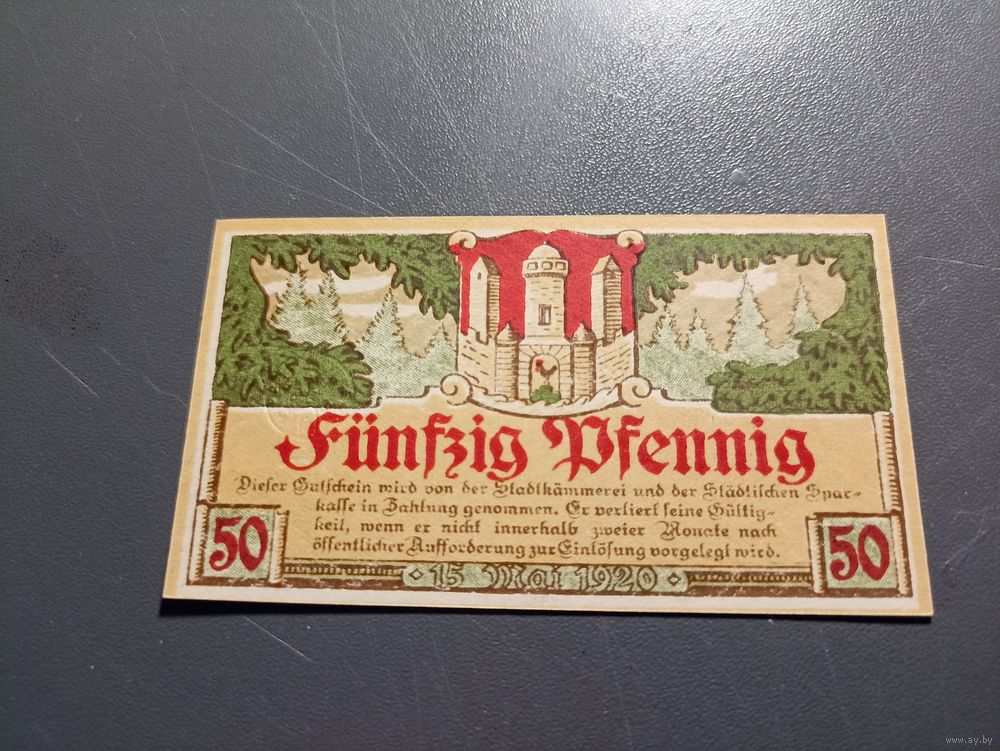 Fünfzig Pfennig
Dieser Gutschein wird von der Stadtkämmerei und der Städtischen Spar-
kasse in Zahlung genommen. Er verliert seine Gültig-
keit, wenn er nicht innerhalb zweier Monate nach
öffentlicher Aufforderung zur Einlösung vorgelegt wird.
50
50
15 Mai 1920
www.ay.by